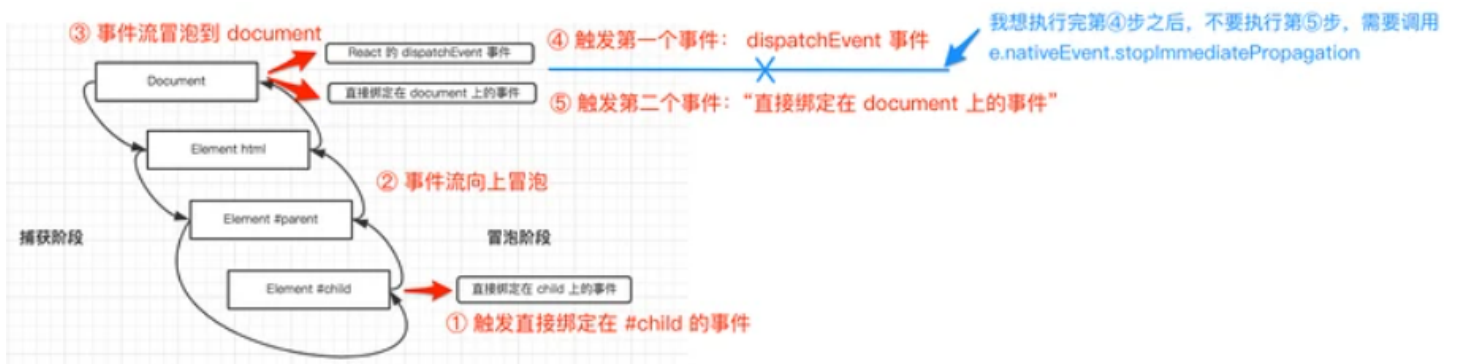 ③ 事件流冒泡到 document
React 的 dispatchEvent 事件
④ 触发第一个事件： dispatchEvent 事件
我想执行完第④步之后，不要执行第⑤步，需要调用
e.nativeEvent.stopImmediatePropagation
Document
直接绑定在 document 上的事件
⑤ 触发第二个事件：“直接绑定在 document 上的事件”
Element html
② 事件流向上冒泡
Element #parent
捕获阶段
冒泡阶段
Element #child
直接绑定在 child 上的事件
① 触发直接绑定在 #child 的事件